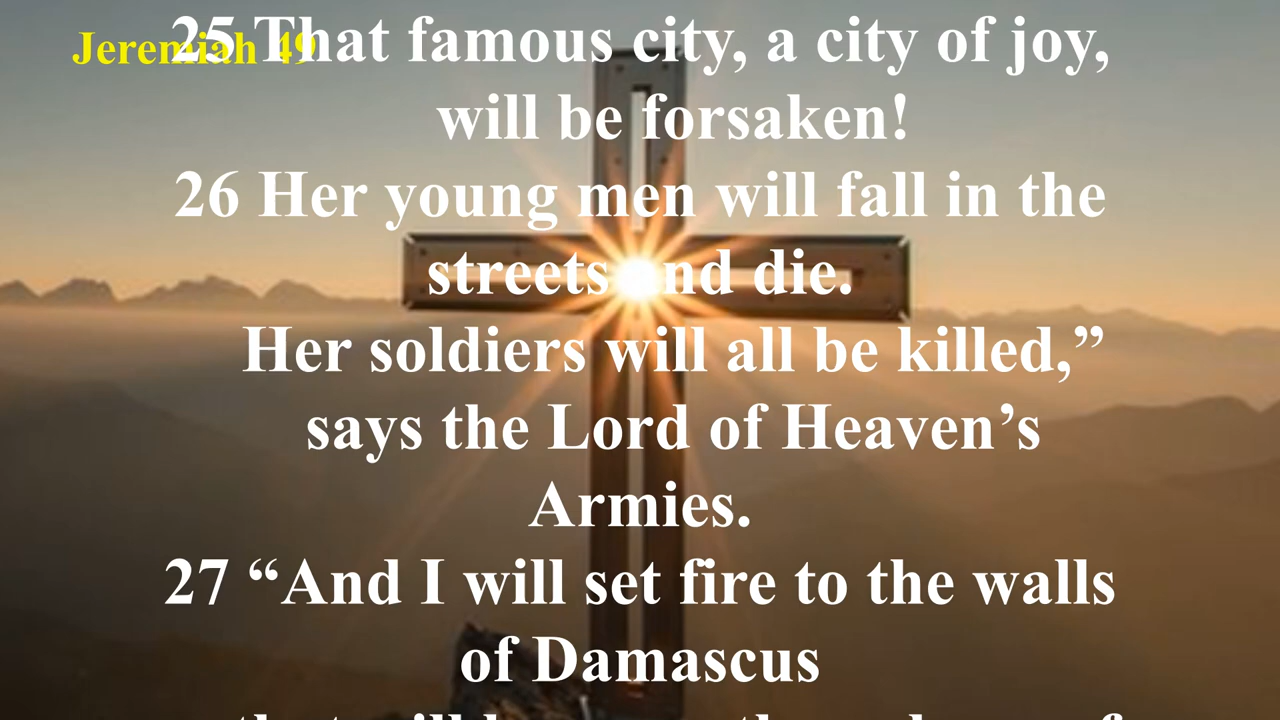 Jeremiah 49
25 That famous city, a city of joy,
will be forsaken!
26 Her young men will fall in the
streets and die.
Her soldiers will all be killed,”
says the Lord of Heaven’s
Armies.
27 “And I will set fire to the walls
of Damascus